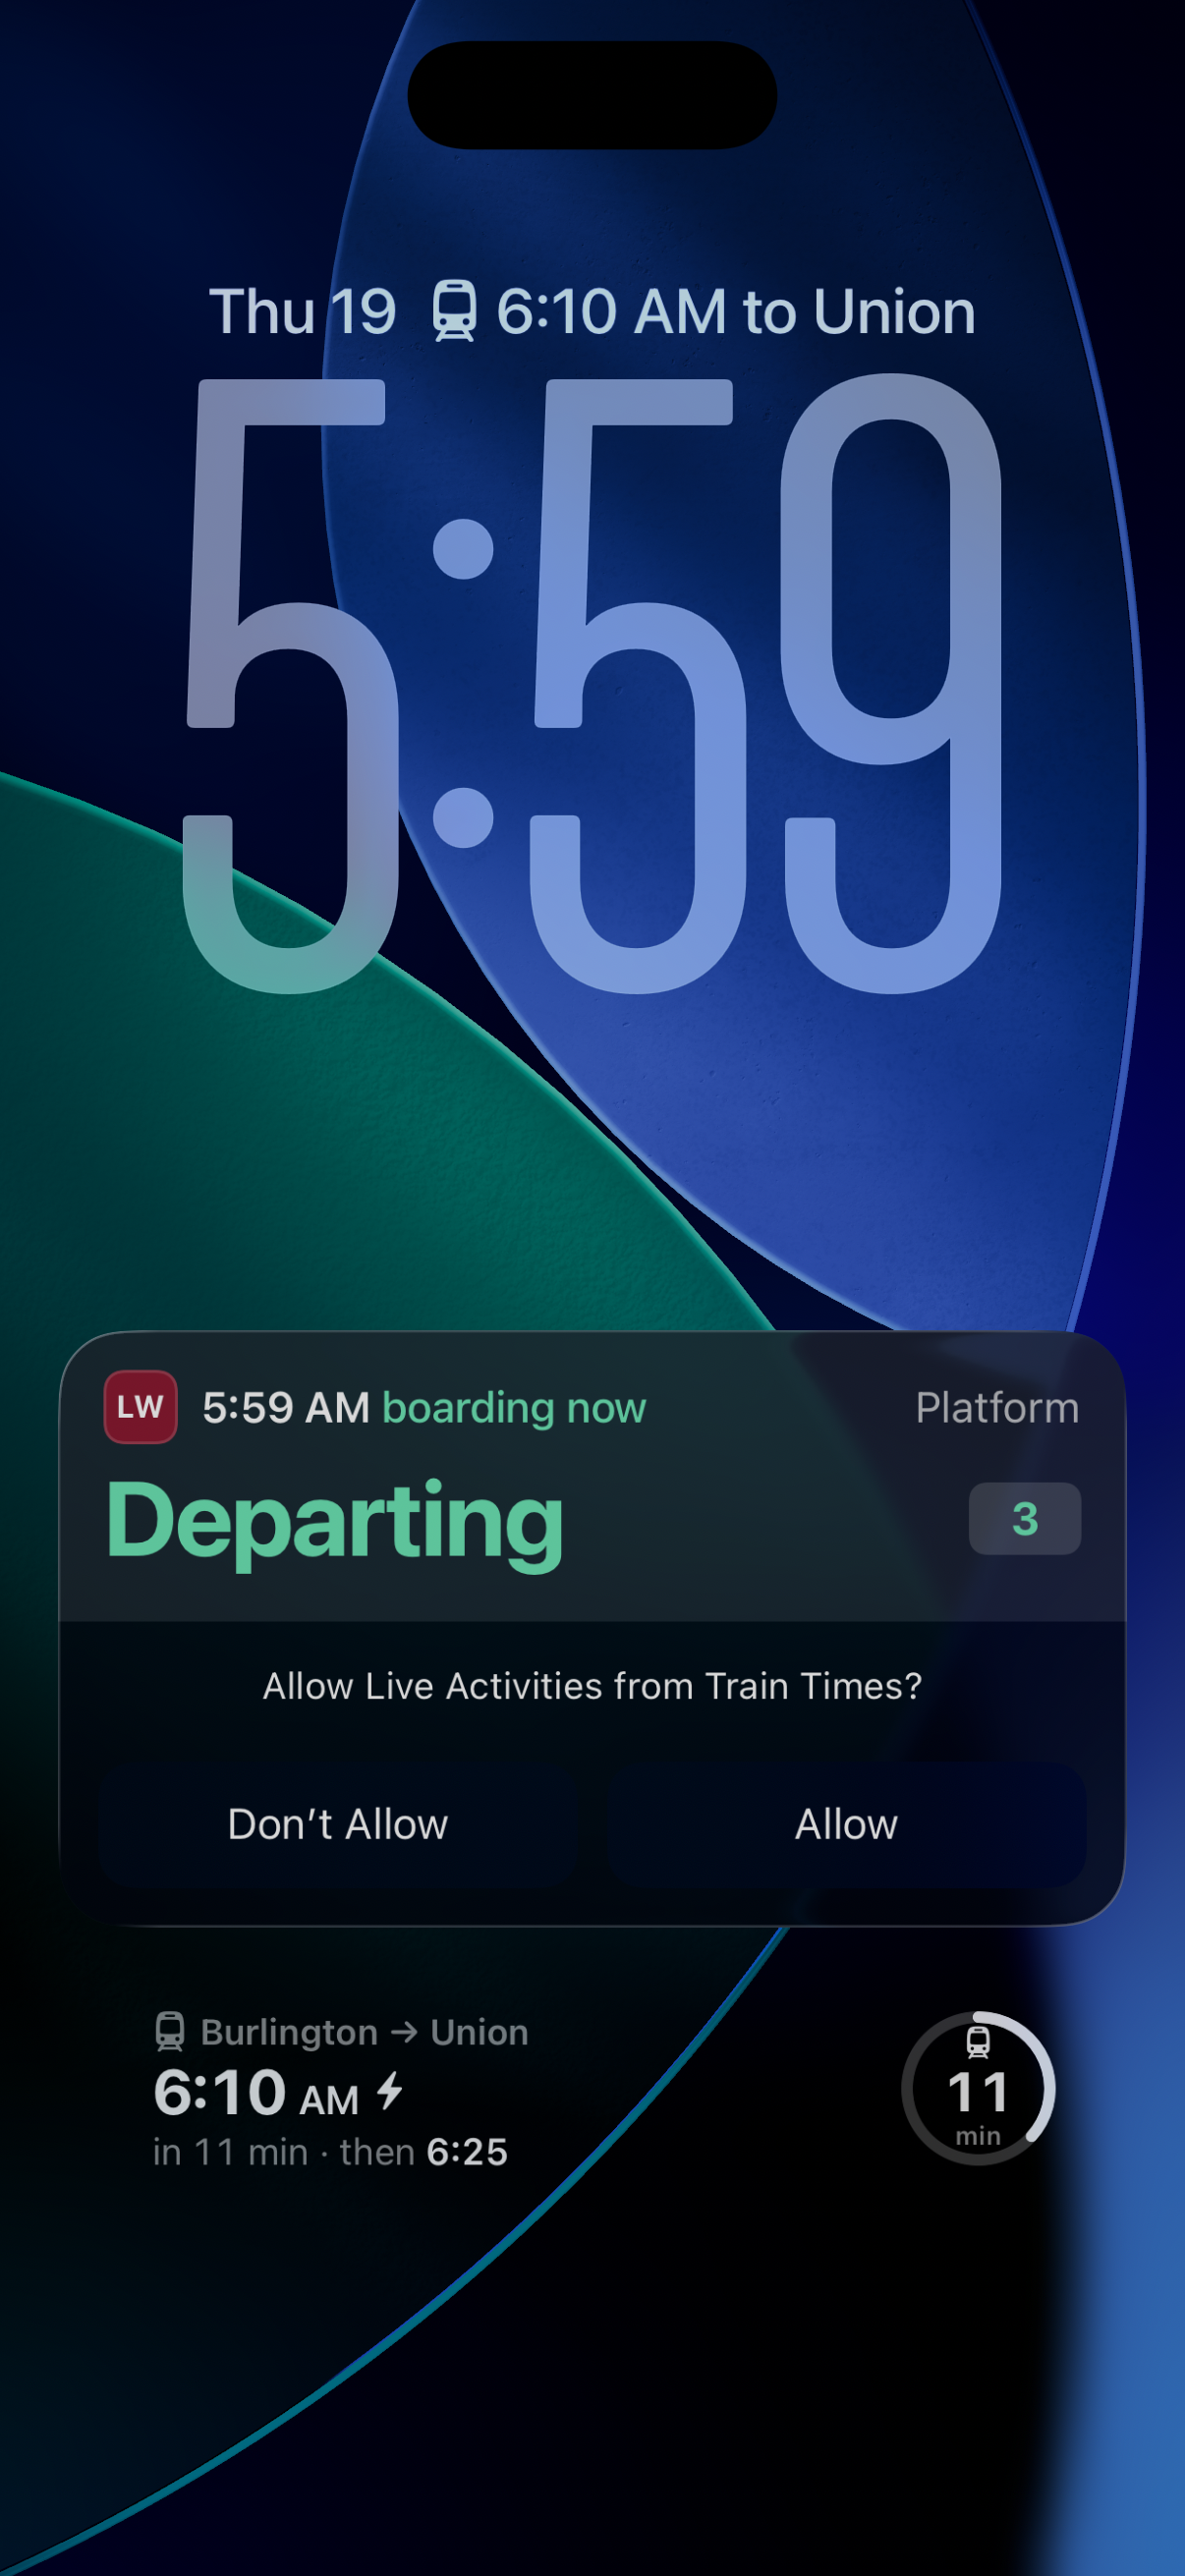 Thu 19 6:10 AM to Union
5:59
LW 5:59 AM boarding now Platform
Departing 3
Allow Live Activities from Train Times?
Don’t Allow Allow
Burlington → Union
6:10 AM
in 11 min · then 6:25
11
min